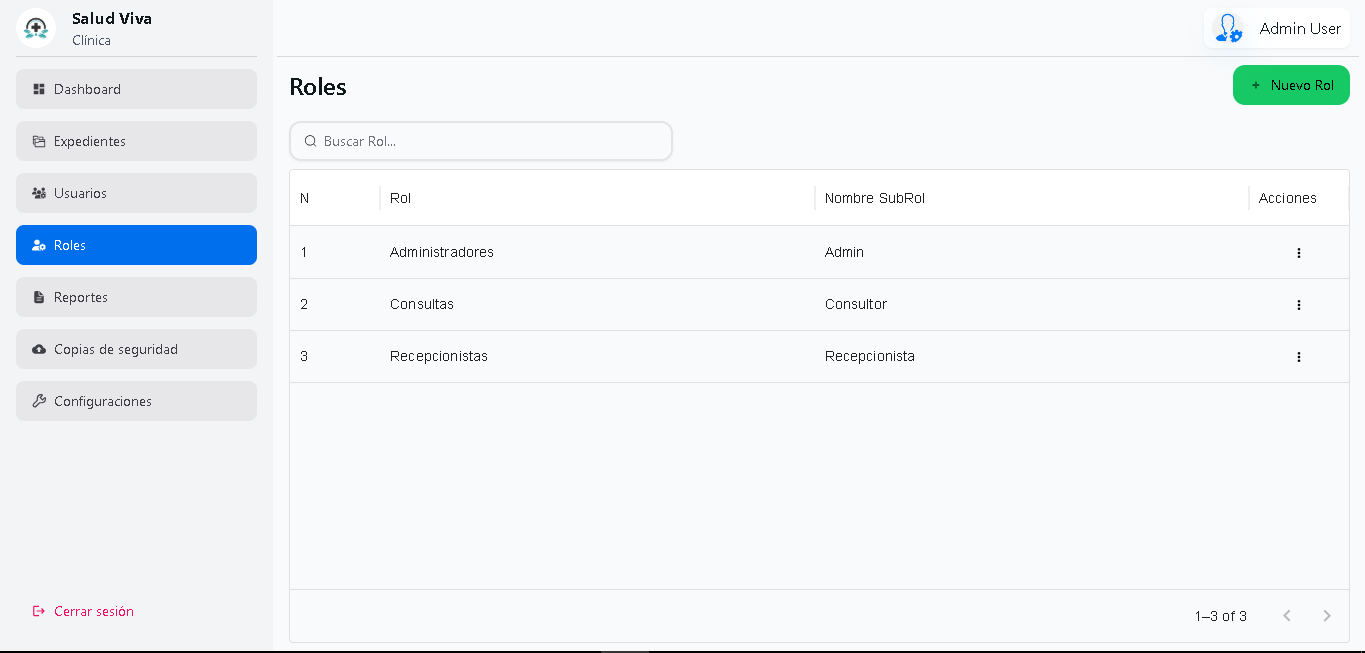 Salud Viva
Clínica
Admin User
Dashboard
Expedientes
Usuarios
Roles
Reportes
Copias de seguridad
Configuraciones
Cerrar sesión
Roles
+ Nuevo Rol
Buscar Rol...
N Rol Nombre SubRol Acciones
1 Administradores Admin
2 Consultas Consultor
3 Recepcionistas Recepcionista
1–3 of 3